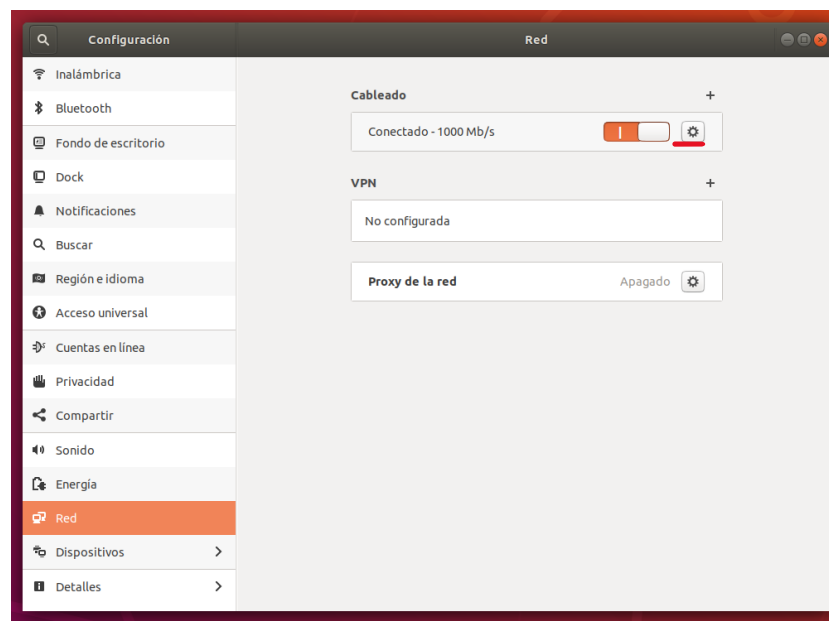 Configuración
Red
Inalámbrica
Bluetooth
Fondo de escritorio
Dock
Notificaciones
Buscar
Región e idioma
Acceso universal
Cuentas en línea
Privacidad
Compartir
Sonido
Energía
Red
Dispositivos
Detalles
Cableado
Conectado - 1000 Mb/s
VPN
No configurada
Proxy de la red Apagado